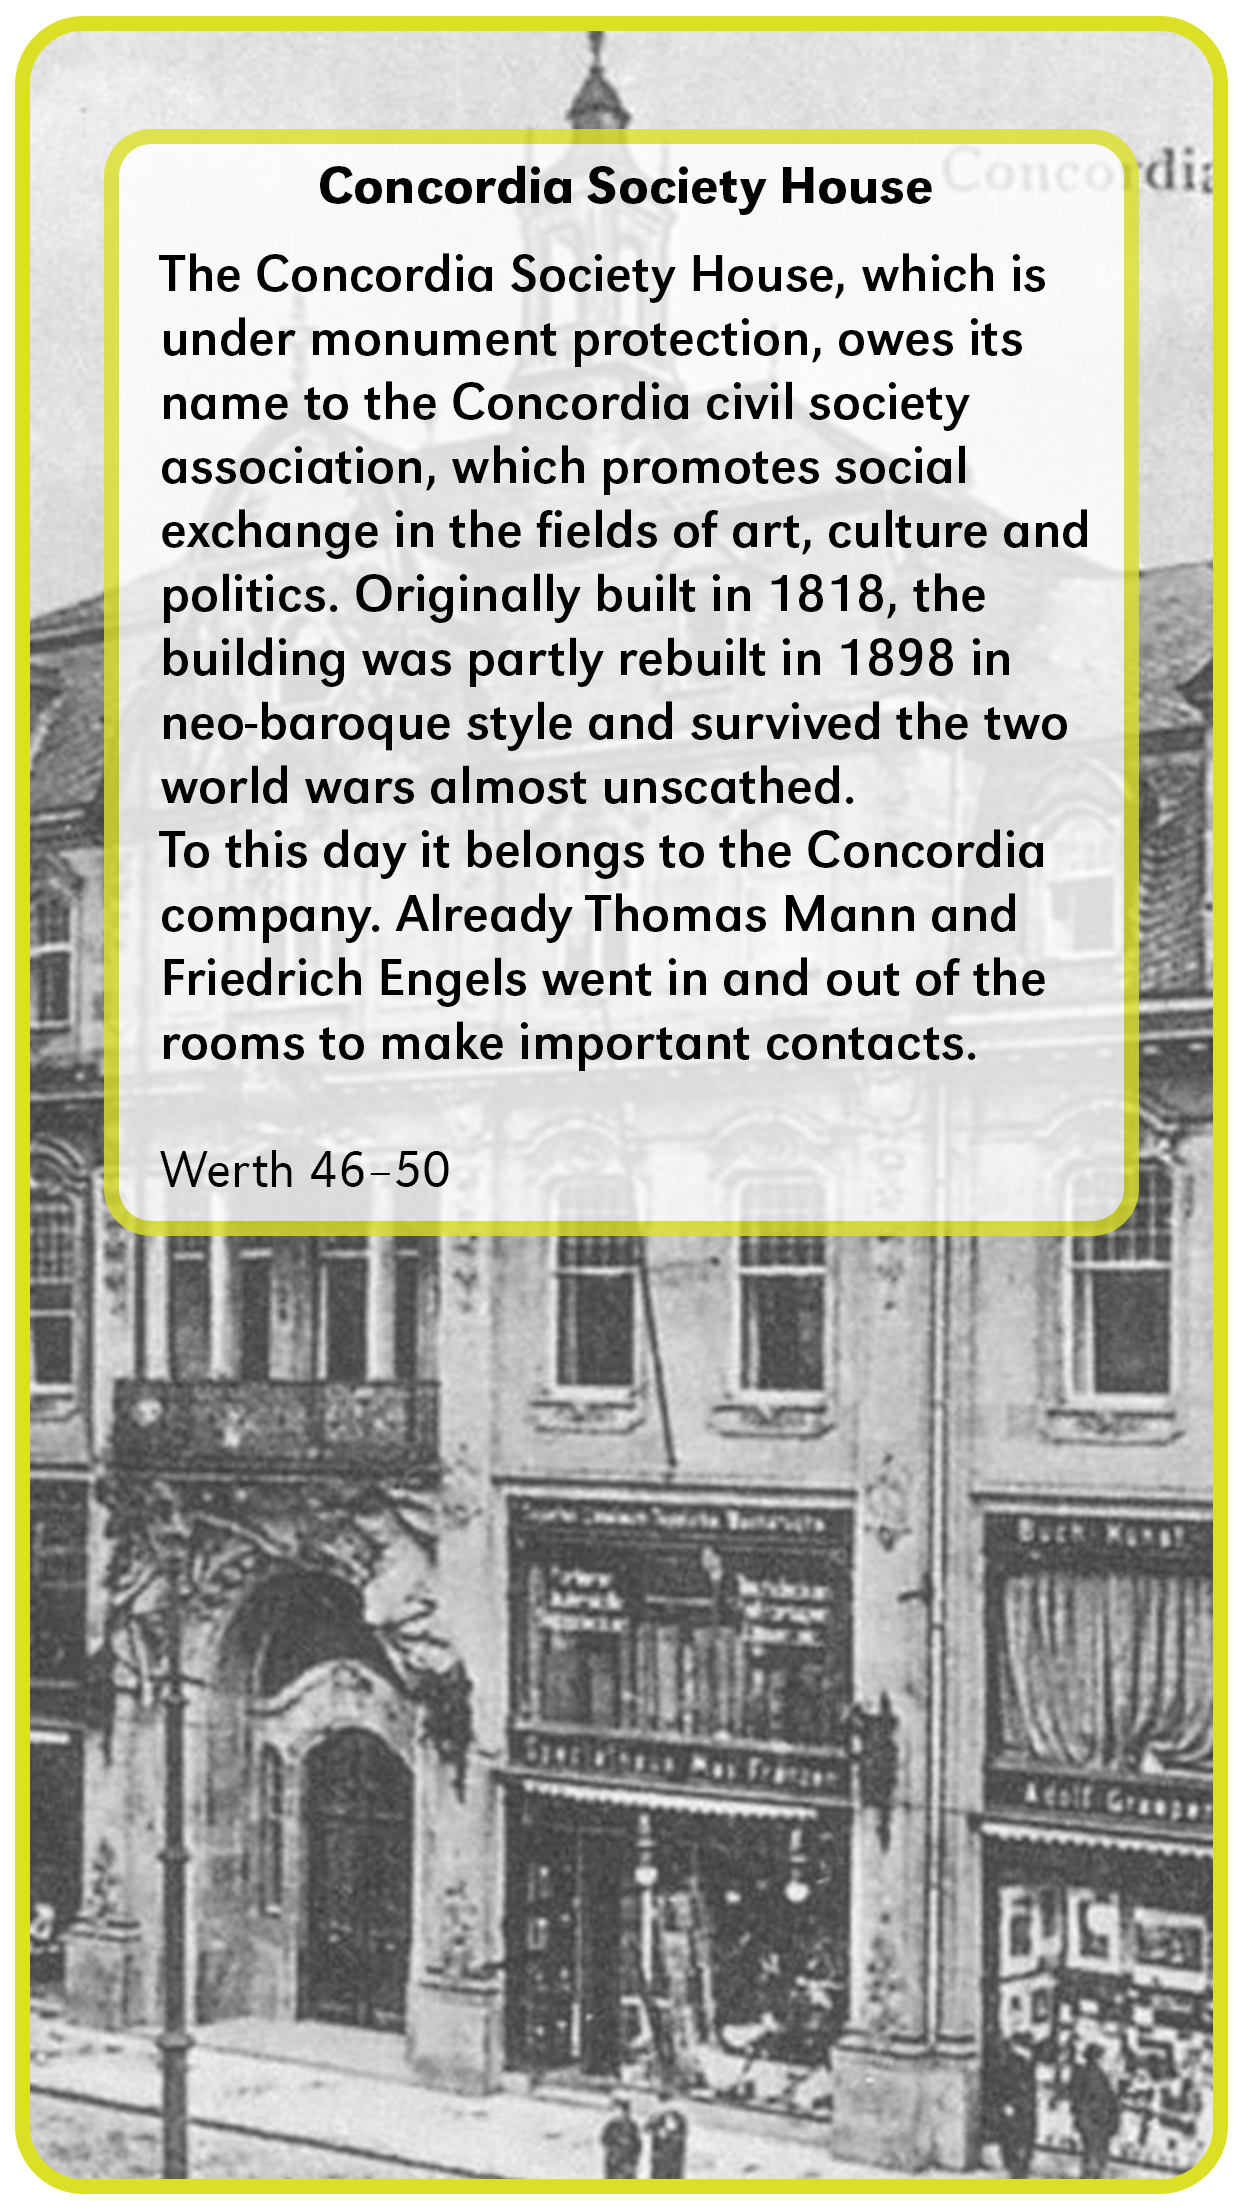 Concordia
Concordia Society House
The Concordia Society House, which is
under monument protection, owes its
name to the Concordia civil society
association, which promotes social
exchange in the fields of art, culture and
politics. Originally built in 1818, the
building was partly rebuilt in 1898 in
neo-baroque style and survived the two
world wars almost unscathed.
To this day it belongs to the Concordia
company. Already Thomas Mann and
Friedrich Engels went in and out of the
rooms to make important contacts.
Werth 46–50
Buch Kunst
Specialhaus Max Franzen
Adolf